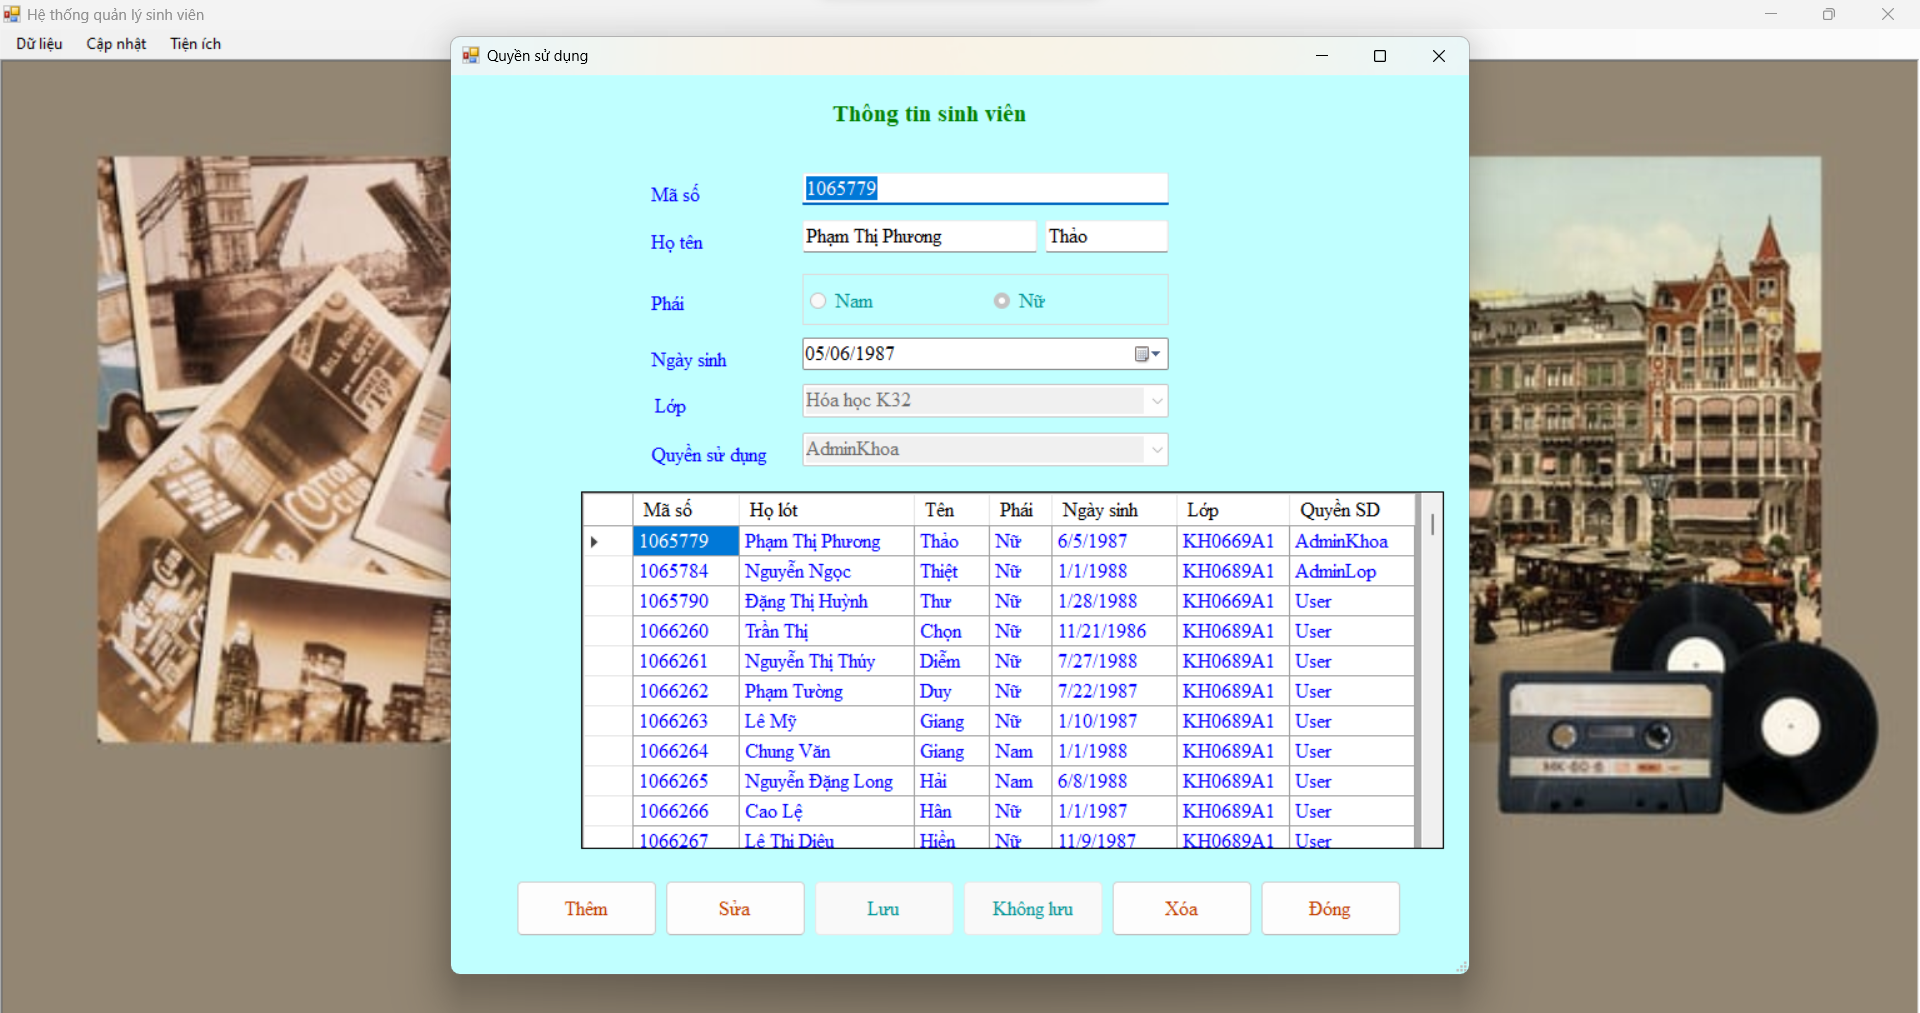 Hệ thống quản lý sinh viên
Dữ liệu Cập nhật Tiện ích
Quyền sử dụng
Thông tin sinh viên
Mã số 1065779
Họ tên Phạm Thị Phương Thảo
Phái Nam Nữ
Ngày sinh 05/06/1987
Lớp Hóa học K32
Quyền sử dụng AdminKhoa
Mã số Họ lót Tên Phái Ngày sinh Lớp Quyền SD
1065779 Phạm Thị Phương Thảo Nữ 6/5/1987 KH0669A1 AdminKhoa
1065784 Nguyễn Ngọc Thiệt Nữ 1/1/1988 KH0689A1 AdminLop
1065790 Đặng Thị Huỳnh Thư Nữ 1/28/1988 KH0669A1 User
1066260 Trần Thị Chọn Nữ 11/21/1986 KH0689A1 User
1066261 Nguyễn Thị Thúy Diễm Nữ 7/27/1988 KH0689A1 User
1066262 Phạm Tường Duy Nữ 7/22/1987 KH0689A1 User
1066263 Lê Mỹ Giang Nữ 1/10/1987 KH0689A1 User
1066264 Chung Văn Giang Nam 1/1/1988 KH0689A1 User
1066265 Nguyễn Đặng Long Hải Nam 6/8/1988 KH0689A1 User
1066266 Cao Lệ Hân Nữ 1/1/1987 KH0689A1 User
1066267 Lê Thị Diệu Hiền Nữ 11/9/1987 KH0689A1 User
Thêm Sửa Lưu Không lưu Xóa Đóng
COTTON
CLUB